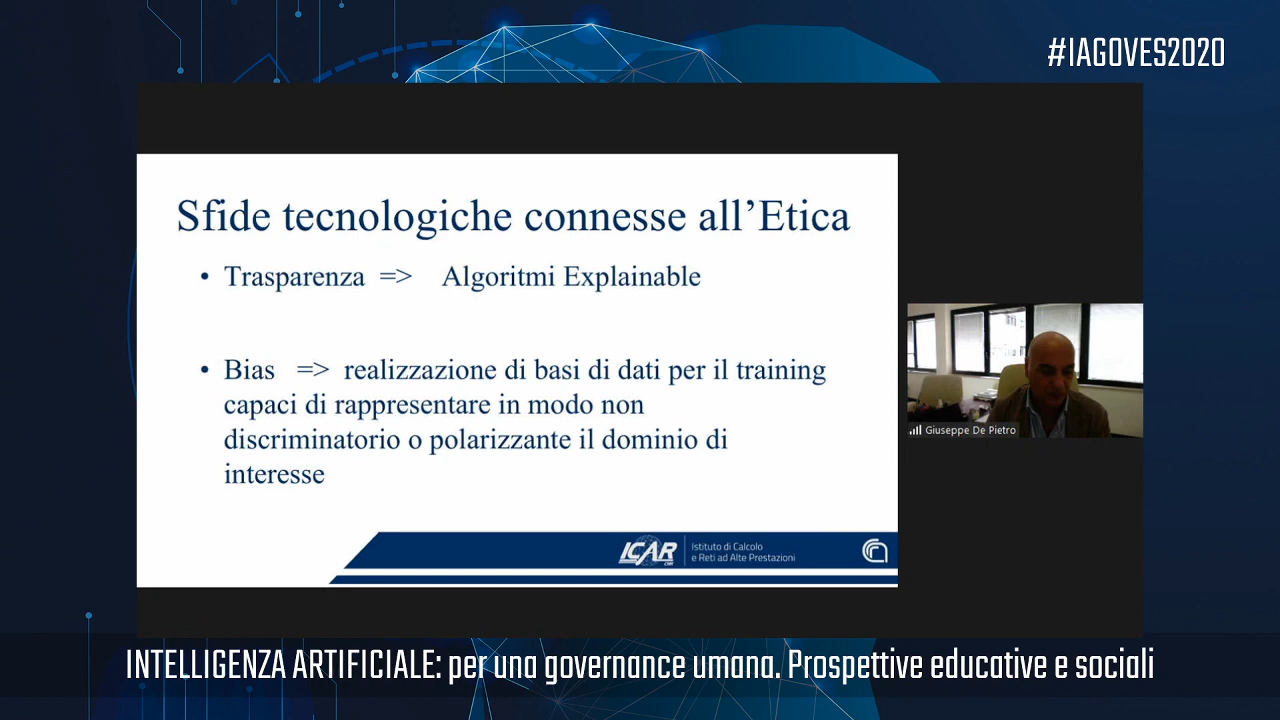 #IAGOVES2020
Sfide tecnologiche connesse all’Etica
• Trasparenza => Algoritmi Explainable
• Bias => realizzazione di basi di dati per il training
capaci di rappresentare in modo non
discriminatorio o polarizzante il dominio di
interesse
Giuseppe De Pietro
ICAR
CNR
Istituto di Calcolo
e Reti ad Alte Prestazioni
INTELLIGENZA ARTIFICIALE: per una governance umana. Prospettive educative e sociali